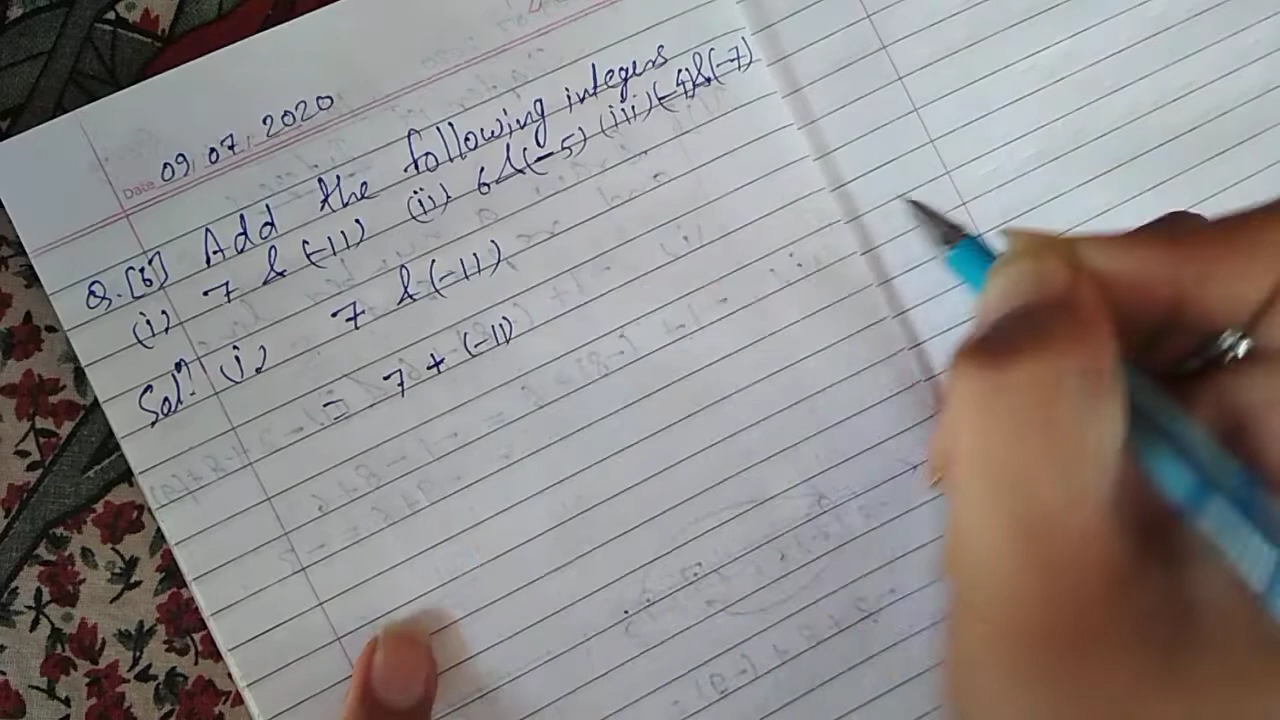 Date 09.07.2020
Q.[6] Add the following integers
(i) 7 & (-11) (ii) 6 & (-5) (iii) (-4) & (-7)
Solⁿ (i) 7 & (-11)
= 7 + (-11)